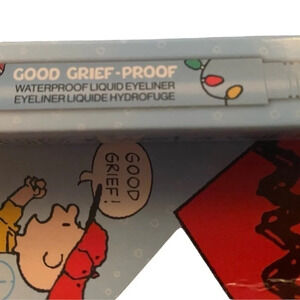 GOOD GRIEF-PROOF
WATERPROOF LIQUID EYELINER
EYELINER LIQUIDE HYDROFUGE
GOOD
GRIEF!